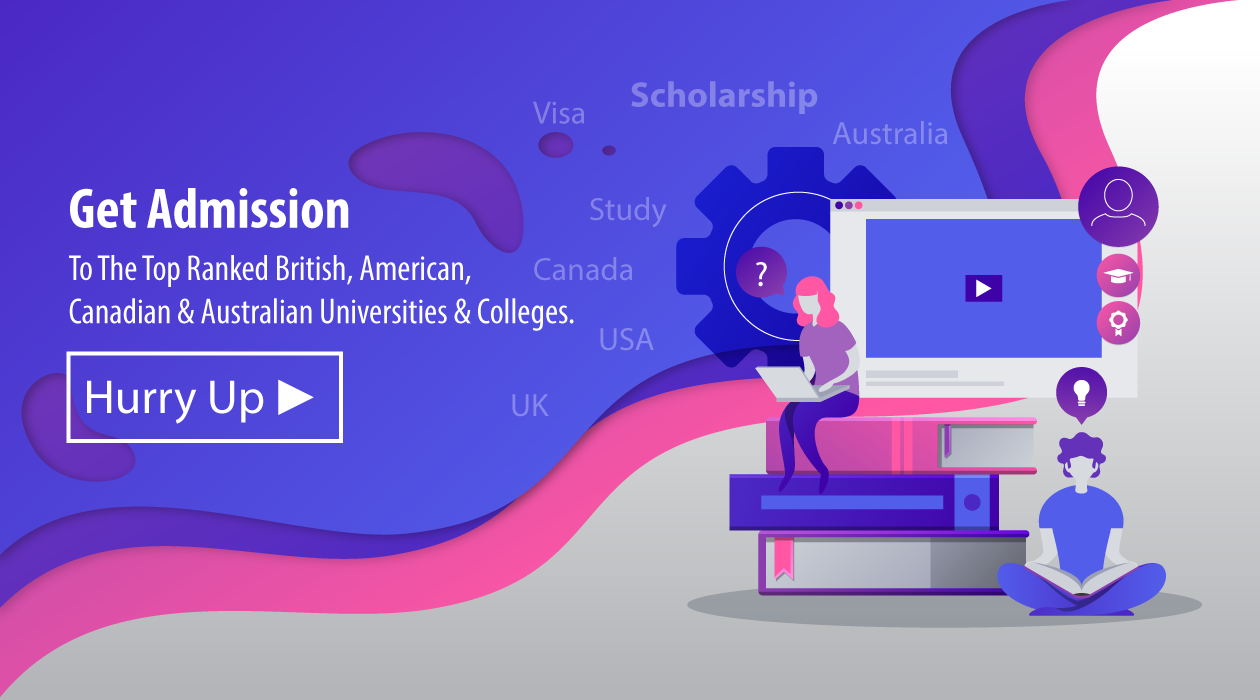 Scholarship
Visa
Australia
Get Admission
Study
To The Top Ranked British, American,
Canada
?
Canadian & Australian Universities & Colleges.
USA
Hurry Up
UK